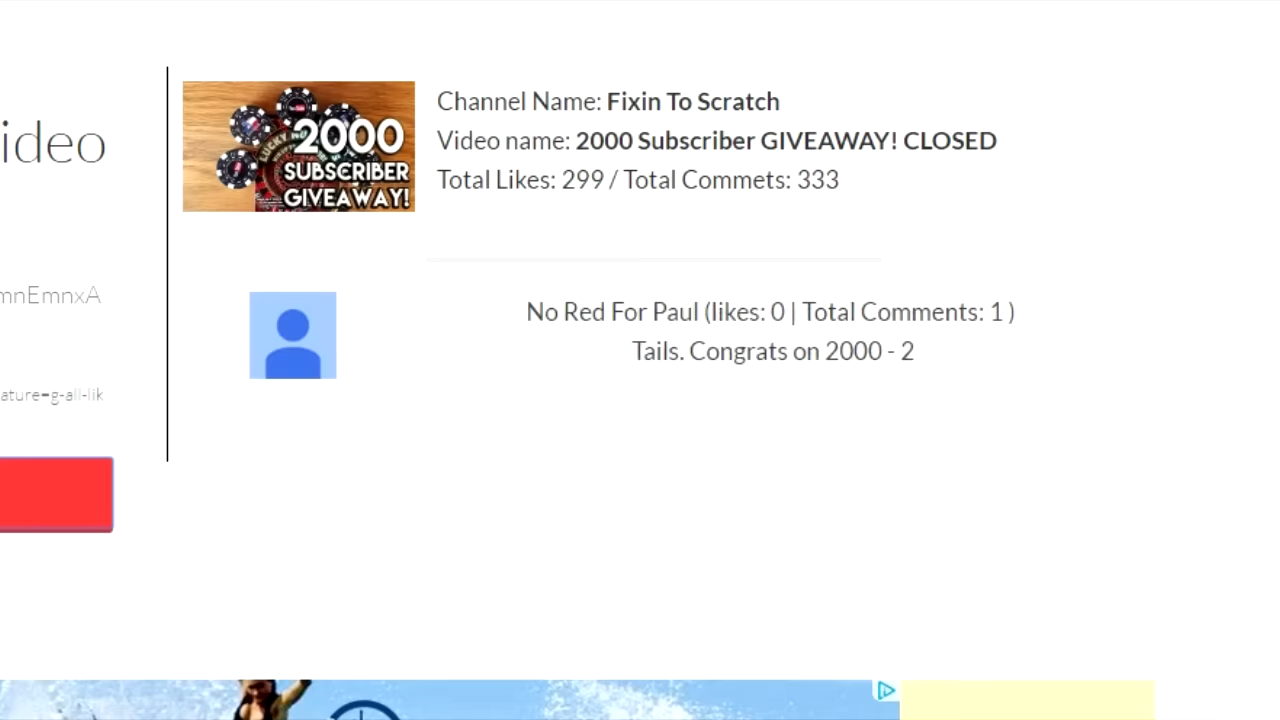 ideo
mnEmnxA
ature=g-all-lik
2000
SUBSCRIBER
GIVEAWAY!
Channel Name: Fixin To Scratch
Video name: 2000 Subscriber GIVEAWAY! CLOSED
Total Likes: 299 / Total Commets: 333
No Red For Paul (likes: 0 | Total Comments: 1 )
Tails. Congrats on 2000 - 2